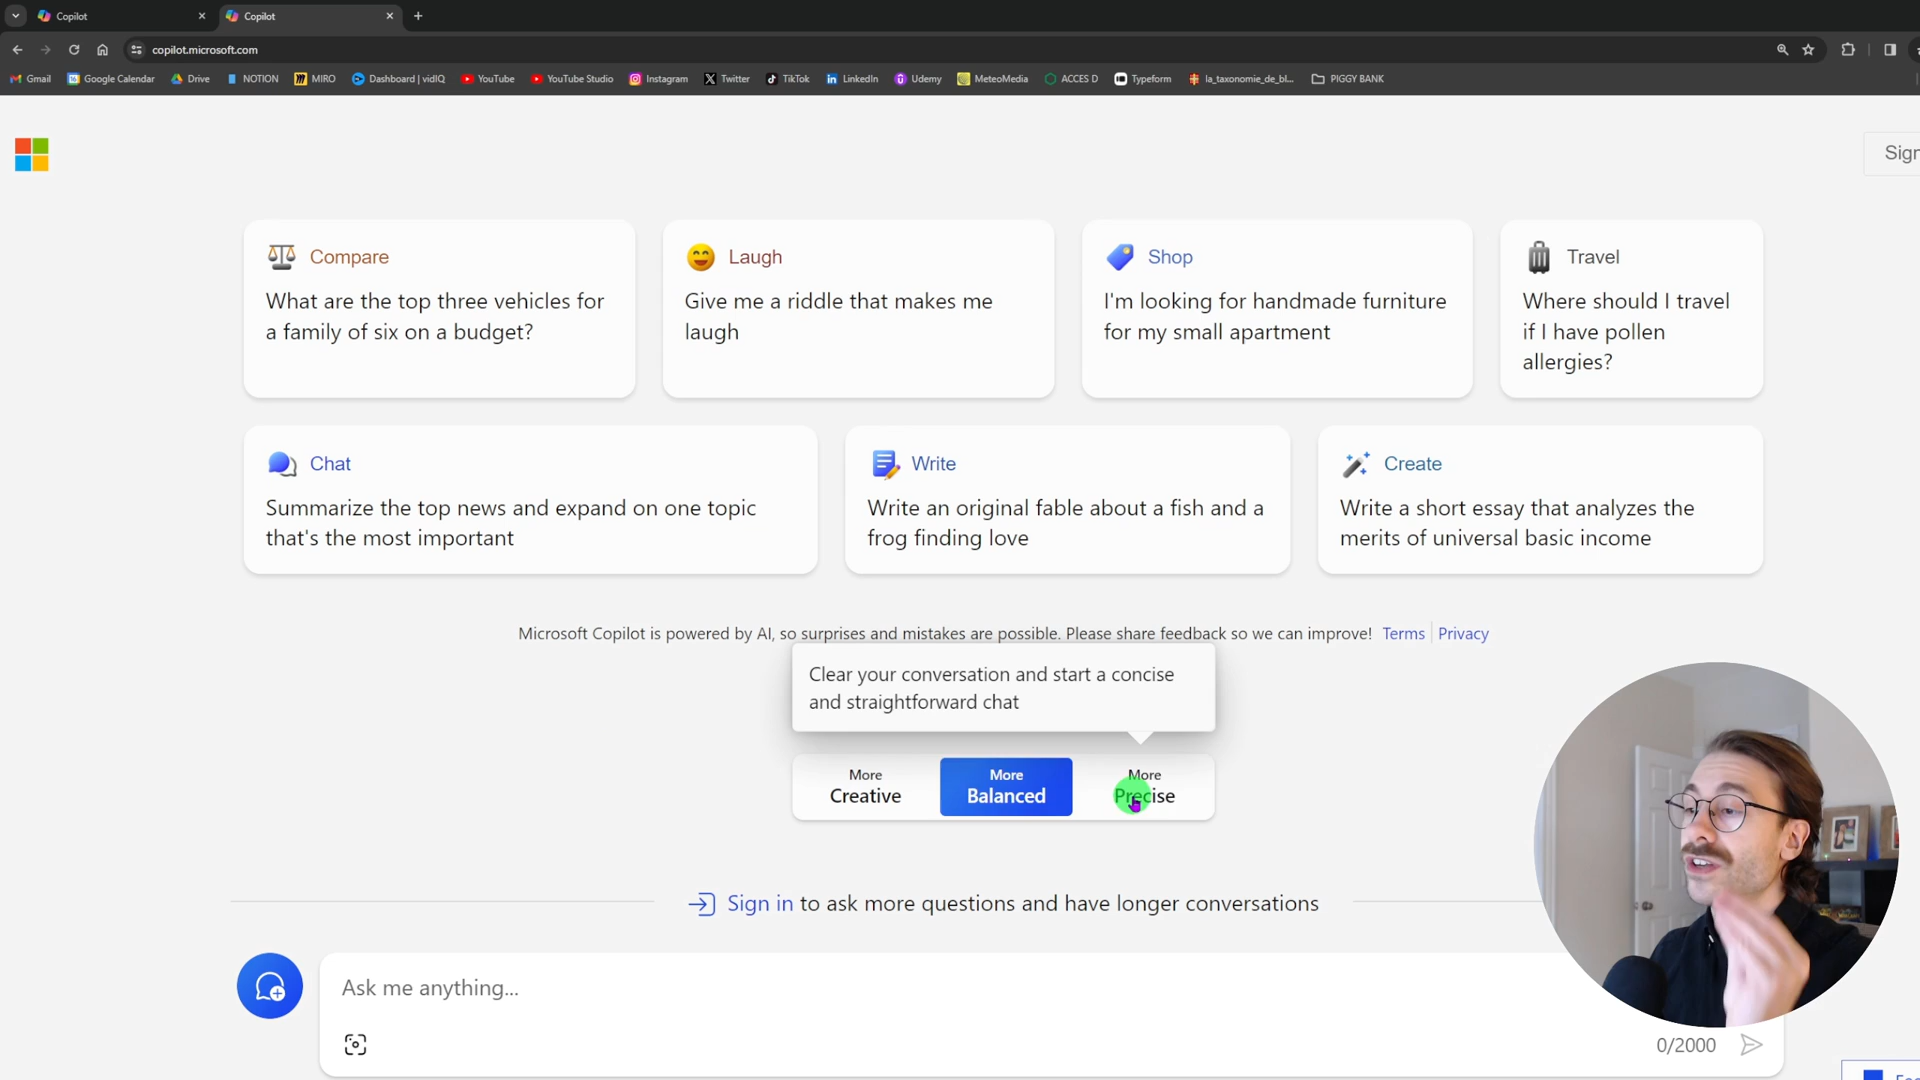 Copilot
Copilot
copilot.microsoft.com
Gmail
Google Calendar
Drive
NOTION
MIRO
Dashboard | vidIQ
YouTube
YouTube Studio
Instagram
Twitter
TikTok
LinkedIn
Udemy
MeteoMedia
ACCES D
Typeform
la_taxonomie_de_bl...
PIGGY BANK
Sign
Compare
What are the top three vehicles for
a family of six on a budget?
Laugh
Give me a riddle that makes me
laugh
Shop
I'm looking for handmade furniture
for my small apartment
Travel
Where should I travel
if I have pollen
allergies?
Chat
Summarize the top news and expand on one topic
that's the most important
Write
Write an original fable about a fish and a
frog finding love
Create
Write a short essay that analyzes the
merits of universal basic income
Microsoft Copilot is powered by AI, so surprises and mistakes are possible. Please share feedback so we can improve! Terms Privacy
Clear your conversation and start a concise
and straightforward chat
More
Creative
More
Balanced
More
Precise
Sign in to ask more questions and have longer conversations
Ask me anything...
0/2000